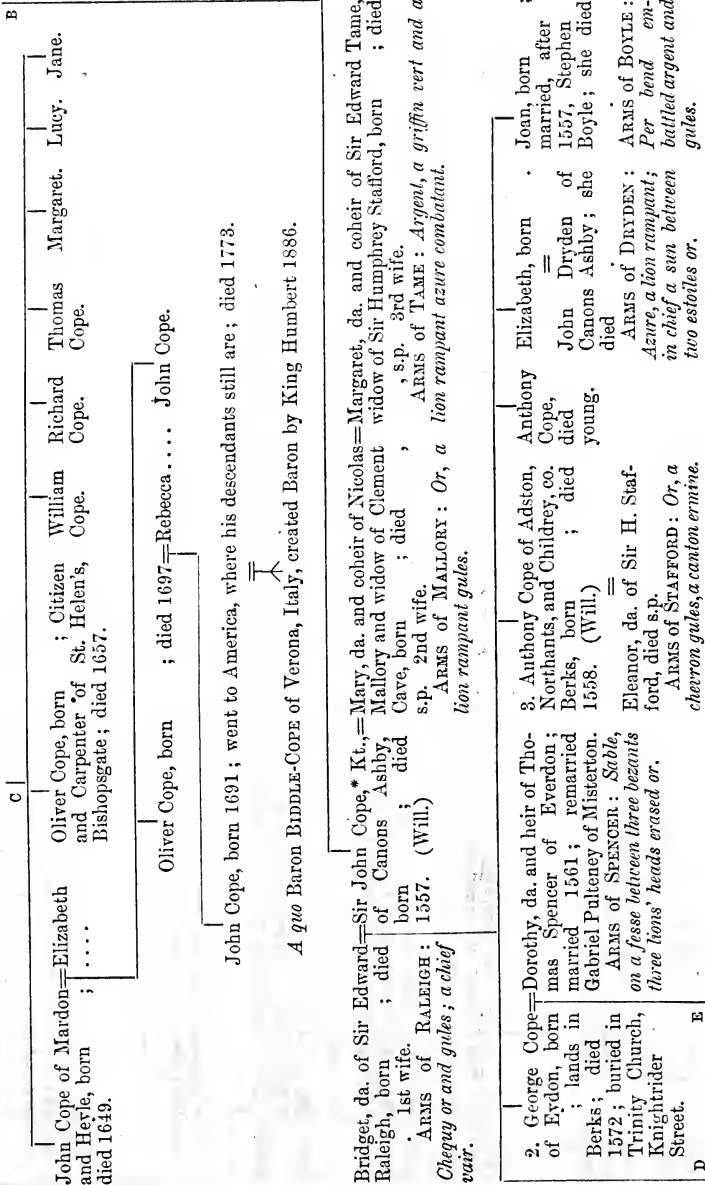 B
C
John Cope of Mardon=Elizabeth
and Heyle, born ; ....
died 1649.
Oliver Cope, born ; Citizen
and Carpenter of St. Helen's,
Bishopsgate; died 1657.
William
Cope.
Richard
Cope.
Thomas
Cope.
Margaret.
Lucy.
Jane.
Oliver Cope, born ; died 1697=Rebecca....
John Cope.
John Cope, born 1691; went to America, where his descendants still are; died 1773.
A quo Baron BIDDLE-COPE of Verona, Italy, created Baron by King Humbert 1886.
Bridget, da. of Sir Edward=
Raleigh, born ; died
. 1st wife.
ARMS of RALEIGH:
Chequy or and gules; a chief
vair.
Sir John Cope,* Kt.,=
of Canons Ashby,
born ; died
1557. (Will.)
Mary, da. and coheir of Nicolas=
Mallory and widow of Clement
Cave, born ; died ,
s.p. 2nd wife.
ARMS of MALLORY: Or, a
lion rampant gules.
Margaret, da. and coheir of Sir Edward Tame,
widow of Sir Humphrey Stafford, born ; died
, s.p. 3rd wife.
ARMS of TAME: Argent, a griffin vert and a
lion rampant azure combatant.
2. George Cope=
of Eydon, born
; lands in
Berks; died
1572; buried in
Trinity Church,
Knightrider
Street.
Dorothy, da. and heir of Tho-
mas Spencer of Everdon;
married 1561; remarried
Gabriel Pulteney of Misterton.
ARMS of SPENCER: Sable,
on a fesse between three bezants
three lions' heads erased or.
3. Anthony Cope of Adston,
Northants, and Childrey, co.
Berks, born ; died
1558. (Will.)
=
Eleanor, da. of Sir H. Staf-
ford, died s.p.
ARMS of STAFFORD: Or, a
chevron gules, a canton ermine.
Anthony
Cope,
died
young.
Elizabeth, born .
=
John Dryden of
Canons Ashby; she
died
ARMS of DRYDEN:
Azure, a lion rampant;
in chief a sun between
two estoiles or.
Joan, born ;
married, after
1557, Stephen
Boyle; she died
.
ARMS of BOYLE:
Per bend em-
battled argent and
gules.
D
E